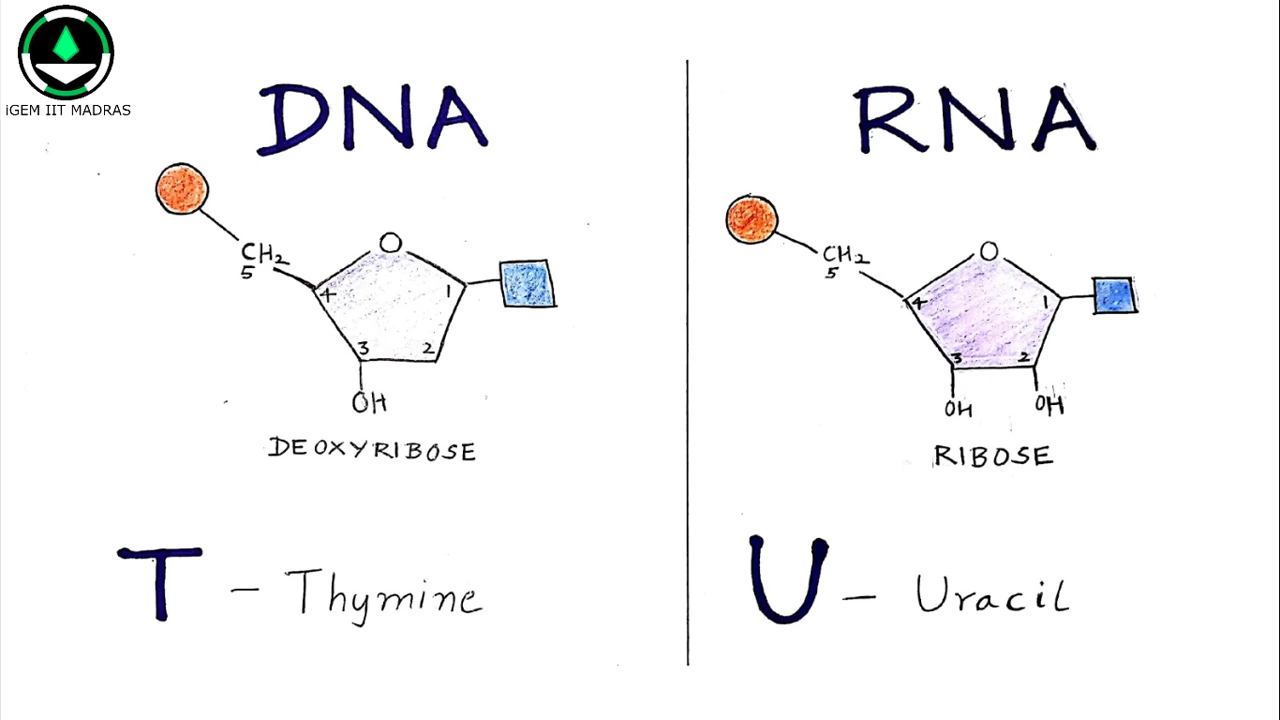 iGEM IIT MADRAS
DNA
O
CH2
5
4
1
3
2
OH
DEOXYRIBOSE
T - Thymine
RNA
O
CH2
5
4
1
3
2
OH
OH
RIBOSE
U - Uracil